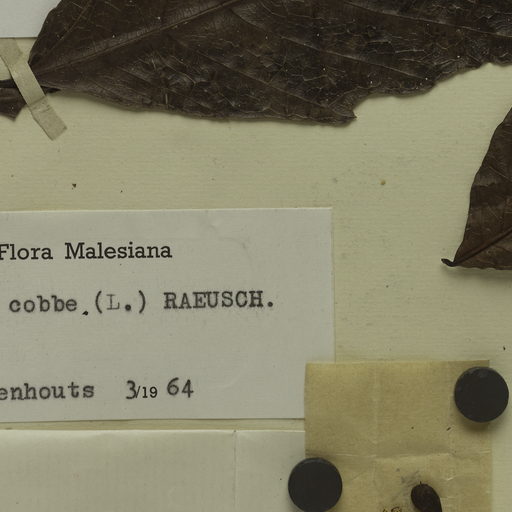 Flora Malesiana
cobbe.(L.) RAEUSCH.
enhouts 3/19 64